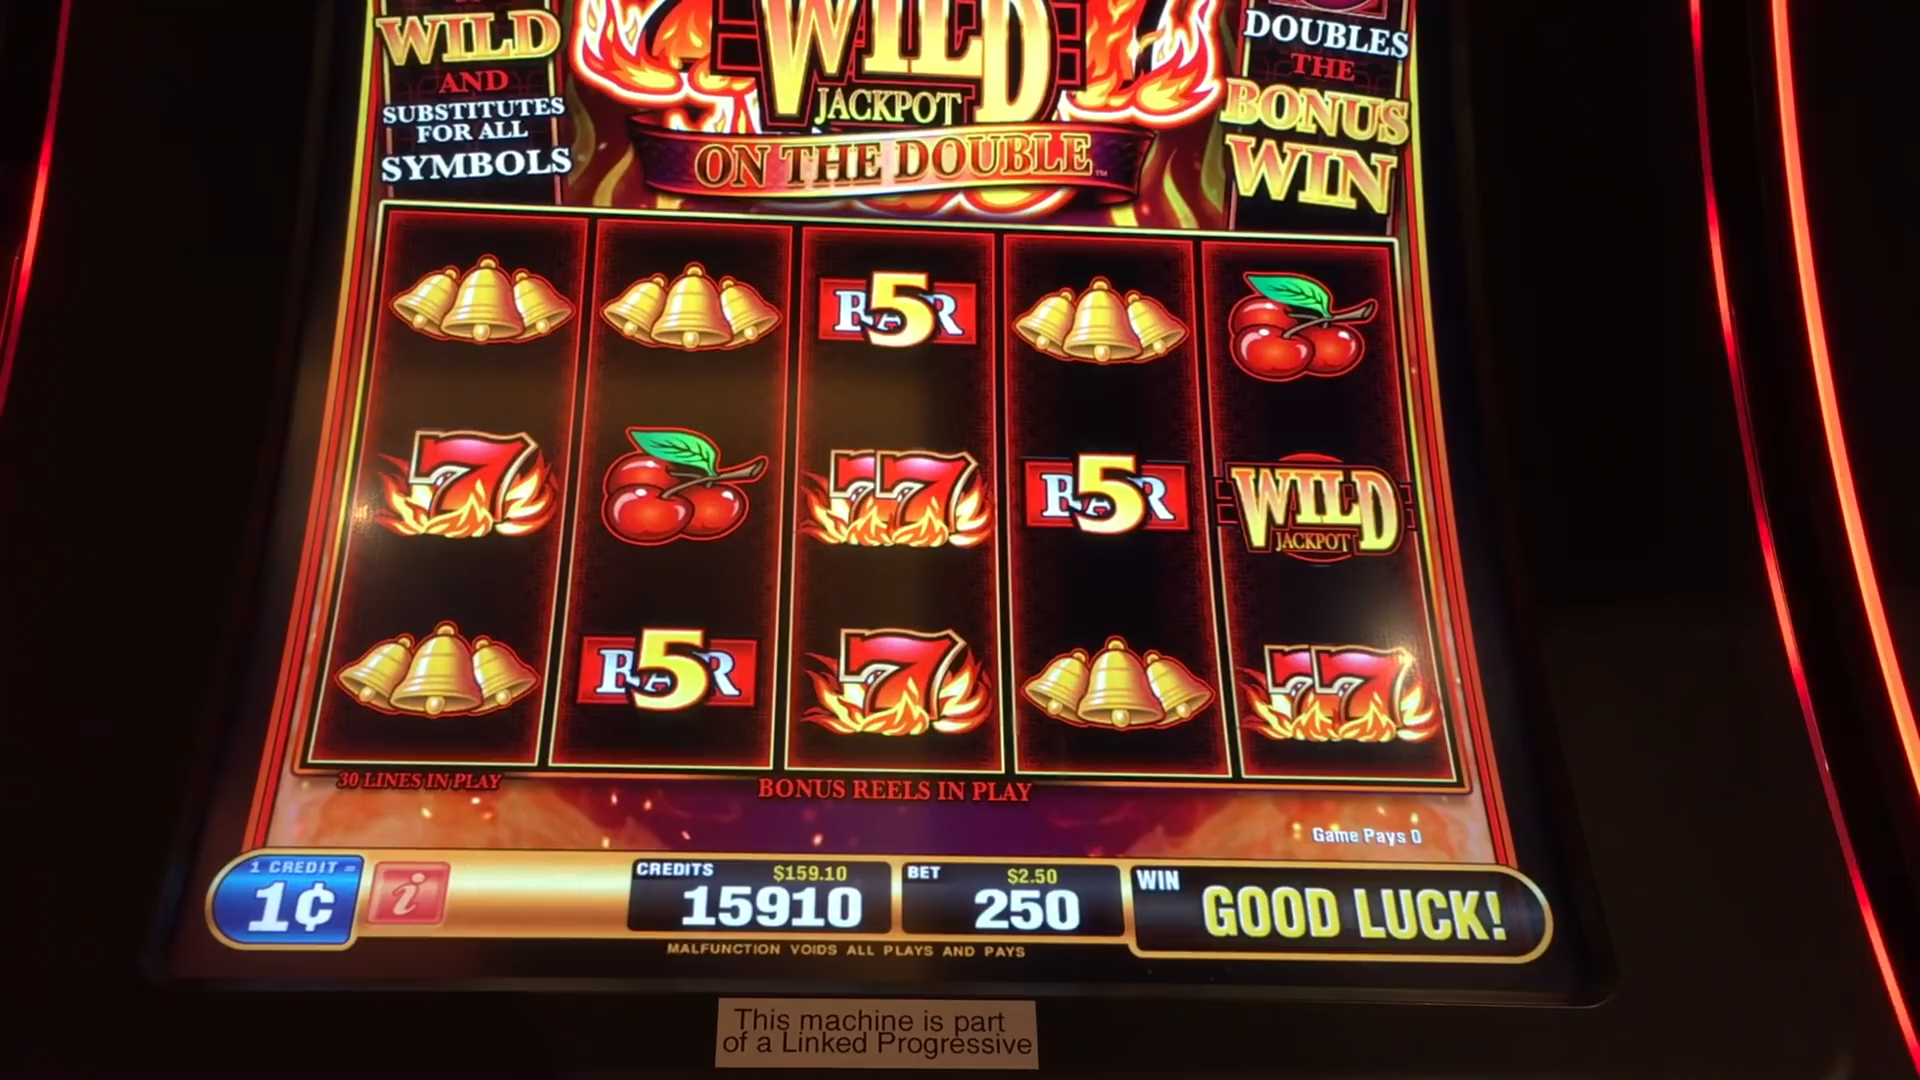 WILD
AND
SUBSTITUTES
FOR ALL
SYMBOLS
WILD
JACKPOT
ON THE DOUBLE™
DOUBLES
THE
BONUS
WIN
BAR 5
7
77
BAR 5
WILD
JACKPOT
BAR 5
7
77
30 LINES IN PLAY
BONUS REELS IN PLAY
Game Pays 0
1 CREDIT =
1¢
i
CREDITS $159.10
15910
BET $2.50
250
WIN GOOD LUCK!
MALFUNCTION VOIDS ALL PLAYS AND PAYS
This machine is part
of a Linked Progressive